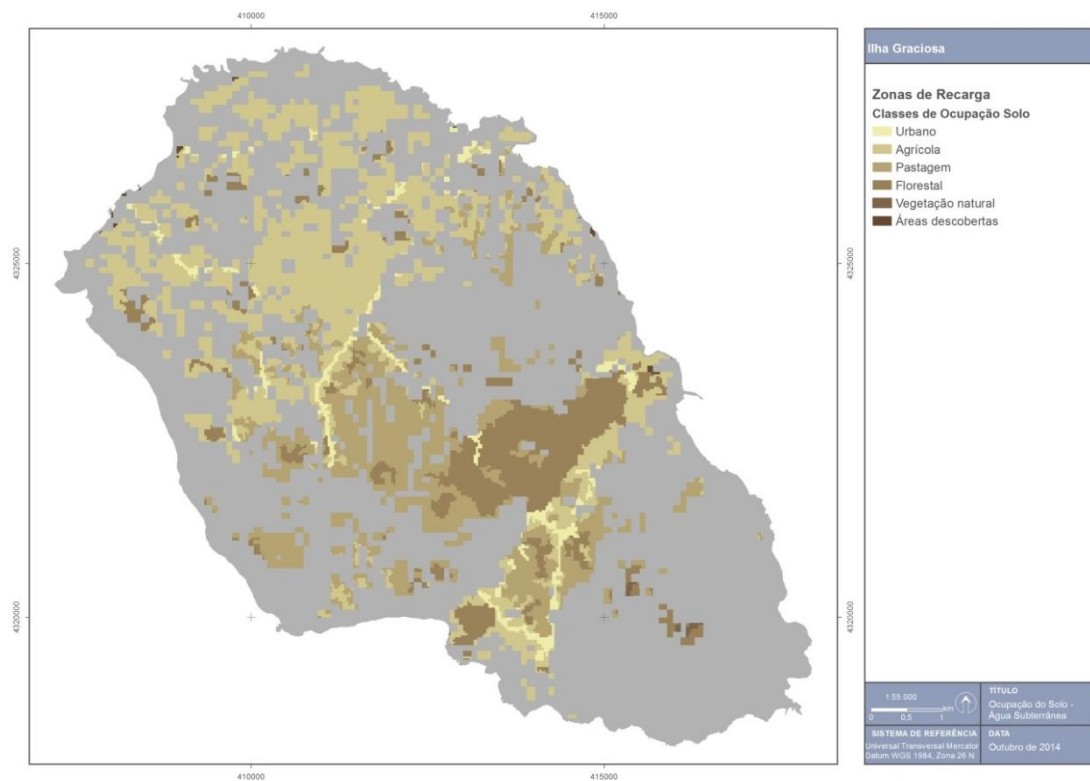 410000
415000
4325000
4325000
4320000
4320000
410000
415000
Ilha Graciosa
Zonas de Recarga
Classes de Ocupação Solo
Urbano
Agrícola
Pastagem
Florestal
Vegetação natural
Áreas descobertas
1:55.000
km
0 0,5 1
TÍTULO
Ocupação do Solo -
Água Subterrânea
SISTEMA DE REFERÊNCIA
Universal Transversal Mercator
Datum WGS 1984, Zona 26 N
DATA
Outubro de 2014